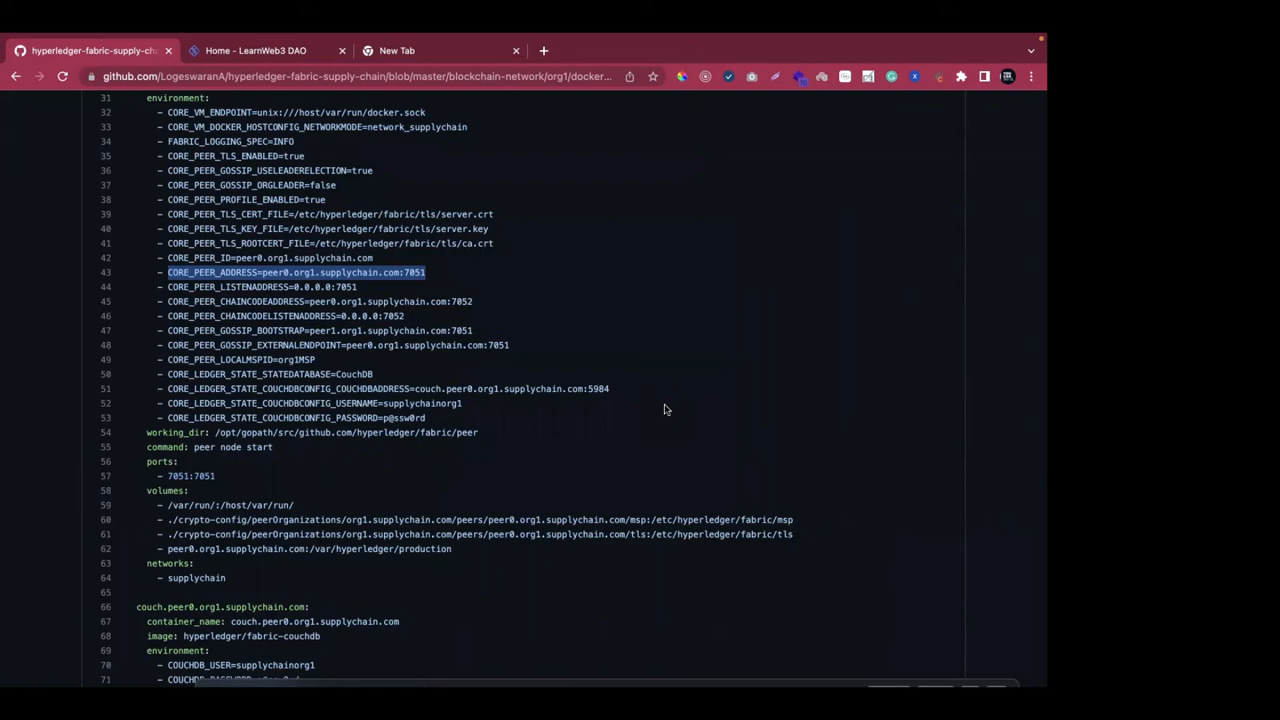 hyperledger-fabric-supply-ch
Home - LearnWeb3 DAO
New Tab
github.com/LogeswaranA/hyperledger-fabric-supply-chain/blob/master/blockchain-network/org1/docker...
31 environment:
32 - CORE_VM_ENDPOINT=unix:///host/var/run/docker.sock
33 - CORE_VM_DOCKER_HOSTCONFIG_NETWORKMODE=network_supplychain
34 - FABRIC_LOGGING_SPEC=INFO
35 - CORE_PEER_TLS_ENABLED=true
36 - CORE_PEER_GOSSIP_USELEADERELECTION=true
37 - CORE_PEER_GOSSIP_ORGLEADER=false
38 - CORE_PEER_PROFILE_ENABLED=true
39 - CORE_PEER_TLS_CERT_FILE=/etc/hyperledger/fabric/tls/server.crt
40 - CORE_PEER_TLS_KEY_FILE=/etc/hyperledger/fabric/tls/server.key
41 - CORE_PEER_TLS_ROOTCERT_FILE=/etc/hyperledger/fabric/tls/ca.crt
42 - CORE_PEER_ID=peer0.org1.supplychain.com
43 - CORE_PEER_ADDRESS=peer0.org1.supplychain.com:7051
44 - CORE_PEER_LISTENADDRESS=0.0.0.0:7051
45 - CORE_PEER_CHAINCODEADDRESS=peer0.org1.supplychain.com:7052
46 - CORE_PEER_CHAINCODELISTENADDRESS=0.0.0.0:7052
47 - CORE_PEER_GOSSIP_BOOTSTRAP=peer1.org1.supplychain.com:7051
48 - CORE_PEER_GOSSIP_EXTERNALENDPOINT=peer0.org1.supplychain.com:7051
49 - CORE_PEER_LOCALMSPID=org1MSP
50 - CORE_LEDGER_STATE_STATEDATABASE=CouchDB
51 - CORE_LEDGER_STATE_COUCHDBCONFIG_COUCHDBADDRESS=couch.peer0.org1.supplychain.com:5984
52 - CORE_LEDGER_STATE_COUCHDBCONFIG_USERNAME=supplychainorg1
53 - CORE_LEDGER_STATE_COUCHDBCONFIG_PASSWORD=p@ssw0rd
54 working_dir: /opt/gopath/src/github.com/hyperledger/fabric/peer
55 command: peer node start
56 ports:
57 - 7051:7051
58 volumes:
59 - /var/run/:/host/var/run/
60 - ./crypto-config/peerOrganizations/org1.supplychain.com/peers/peer0.org1.supplychain.com/msp:/etc/hyperledger/fabric/msp
61 - ./crypto-config/peerOrganizations/org1.supplychain.com/peers/peer0.org1.supplychain.com/tls:/etc/hyperledger/fabric/tls
62 - peer0.org1.supplychain.com:/var/hyperledger/production
63 networks:
64 - supplychain
65
66 couch.peer0.org1.supplychain.com:
67 container_name: couch.peer0.org1.supplychain.com
68 image: hyperledger/fabric-couchdb
69 environment:
70 - COUCHDB_USER=supplychainorg1
71